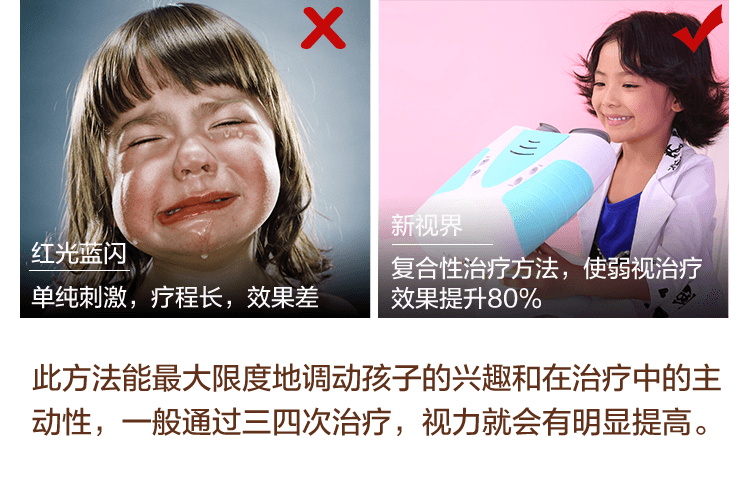 红光蓝闪
单纯刺激，疗程长，效果差
新视界
复合性治疗方法，使弱视治疗
效果提升80%
此方法能最大限度地调动孩子的兴趣和在治疗中的主
动性，一般通过三四次治疗，视力就会有明显提高。